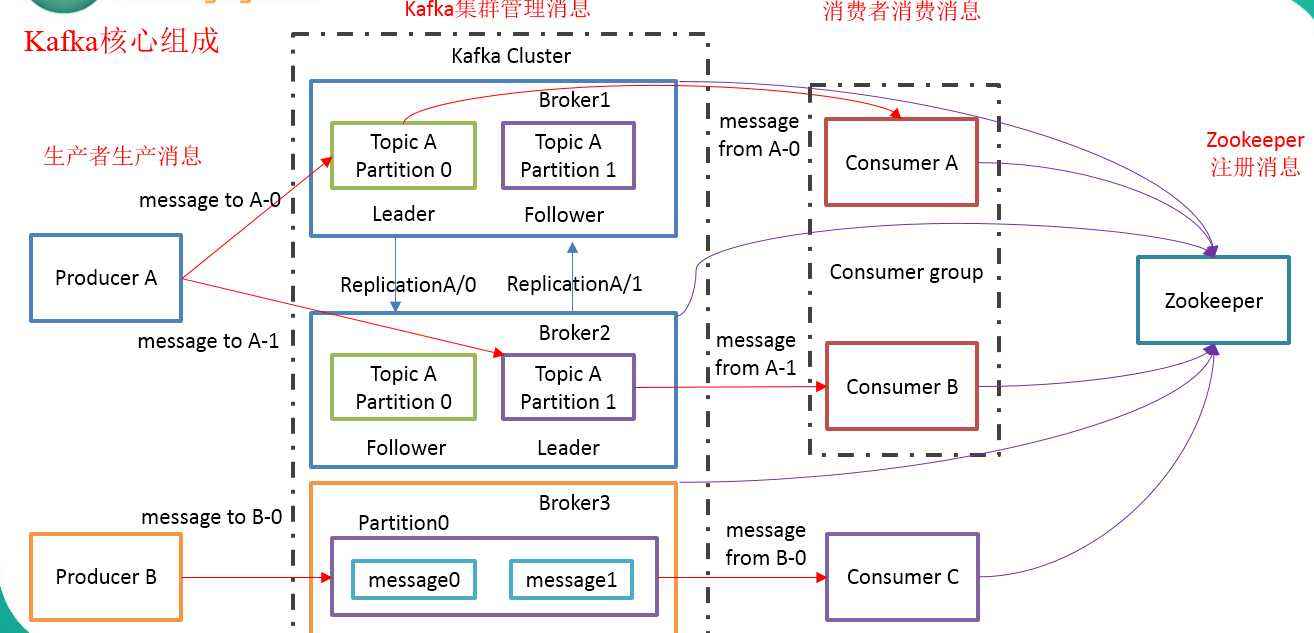 Kafka集群管理消息
消费者消费消息
Kafka核心组成
Kafka Cluster
Broker1
Topic A
Partition 0
Topic A
Partition 1
Leader
Follower
生产者生产消息
message to A-0
Producer A
message to A-1
ReplicationA/0
ReplicationA/1
Broker2
Topic A
Partition 0
Topic A
Partition 1
Follower
Leader
message
from A-0
Consumer A
Consumer group
message
from A-1
Consumer B
Zookeeper
注册消息
Zookeeper
message to B-0
Producer B
Broker3
Partition0
message0
message1
message
from B-0
Consumer C